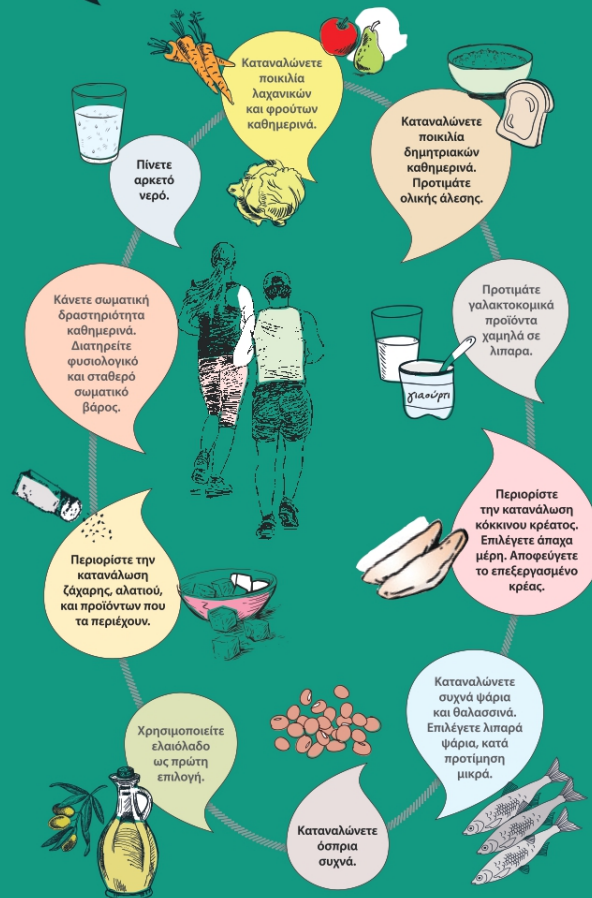 Καταναλώνετε
ποικιλία
λαχανικών
και φρούτων
καθημερινά.
Καταναλώνετε
ποικιλία
δημητριακών
καθημερινά.
Προτιμάτε
ολικής άλεσης.
Προτιμάτε
γαλακτοκομικά
προϊόντα
χαμηλά σε
λιπαρα.
γιαούρτι
Περιορίστε
την κατανάλωση
κόκκινου κρέατος.
Επιλέγετε άπαχα
μέρη. Αποφεύγετε
το επεξεργασμένο
κρέας.
Καταναλώνετε
συχνά ψάρια
και θαλασσινά.
Επιλέγετε λιπαρά
ψάρια, κατά
προτίμηση
μικρά.
Καταναλώνετε
όσπρια
συχνά.
Χρησιμοποιείτε
ελαιόλαδο
ως πρώτη
επιλογή.
Περιορίστε την
κατανάλωση
ζάχαρης, αλατιού,
και προϊόντων που
τα περιέχουν.
Κάνετε σωματική
δραστηριότητα
καθημερινά.
Διατηρείτε
φυσιολογικό
και σταθερό
σωματικό
βάρος.
Πίνετε
αρκετό
νερό.